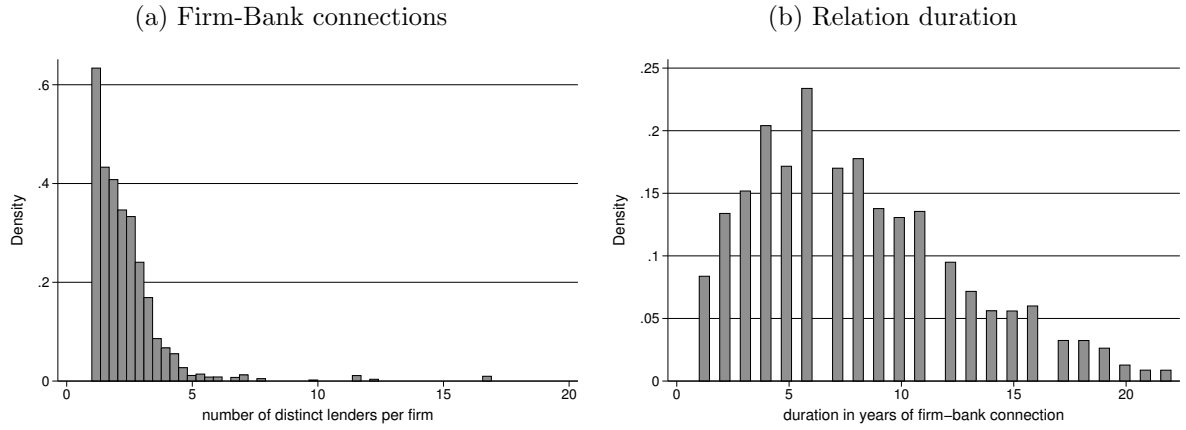 (a) Firm-Bank connections
.6
.4
.2
0
Density
0 5 10 15 20
number of distinct lenders per firm
(b) Relation duration
.25
.2
.15
.1
.05
0
Density
0 5 10 15 20
duration in years of firm−bank connection